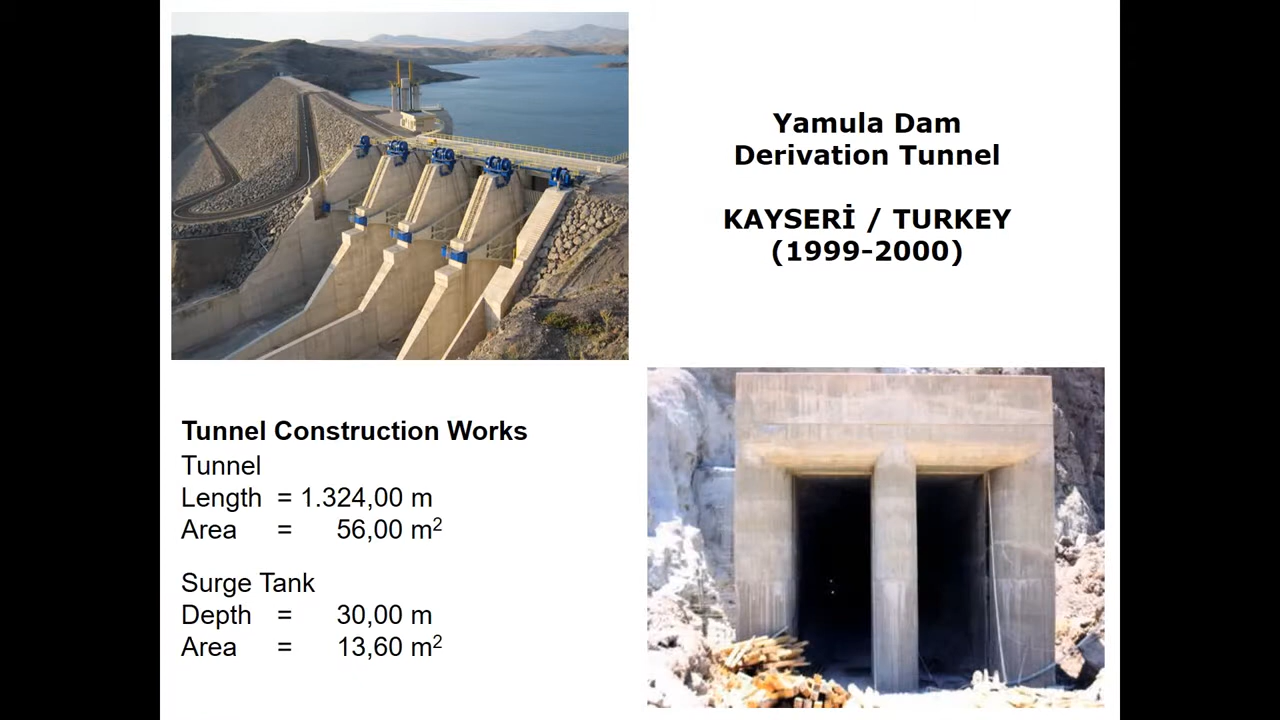 Yamula Dam
Derivation Tunnel
KAYSERİ / TURKEY
(1999-2000)
Tunnel Construction Works
Tunnel
Length = 1.324,00 m
Area = 56,00 m²
Surge Tank
Depth = 30,00 m
Area = 13,60 m²